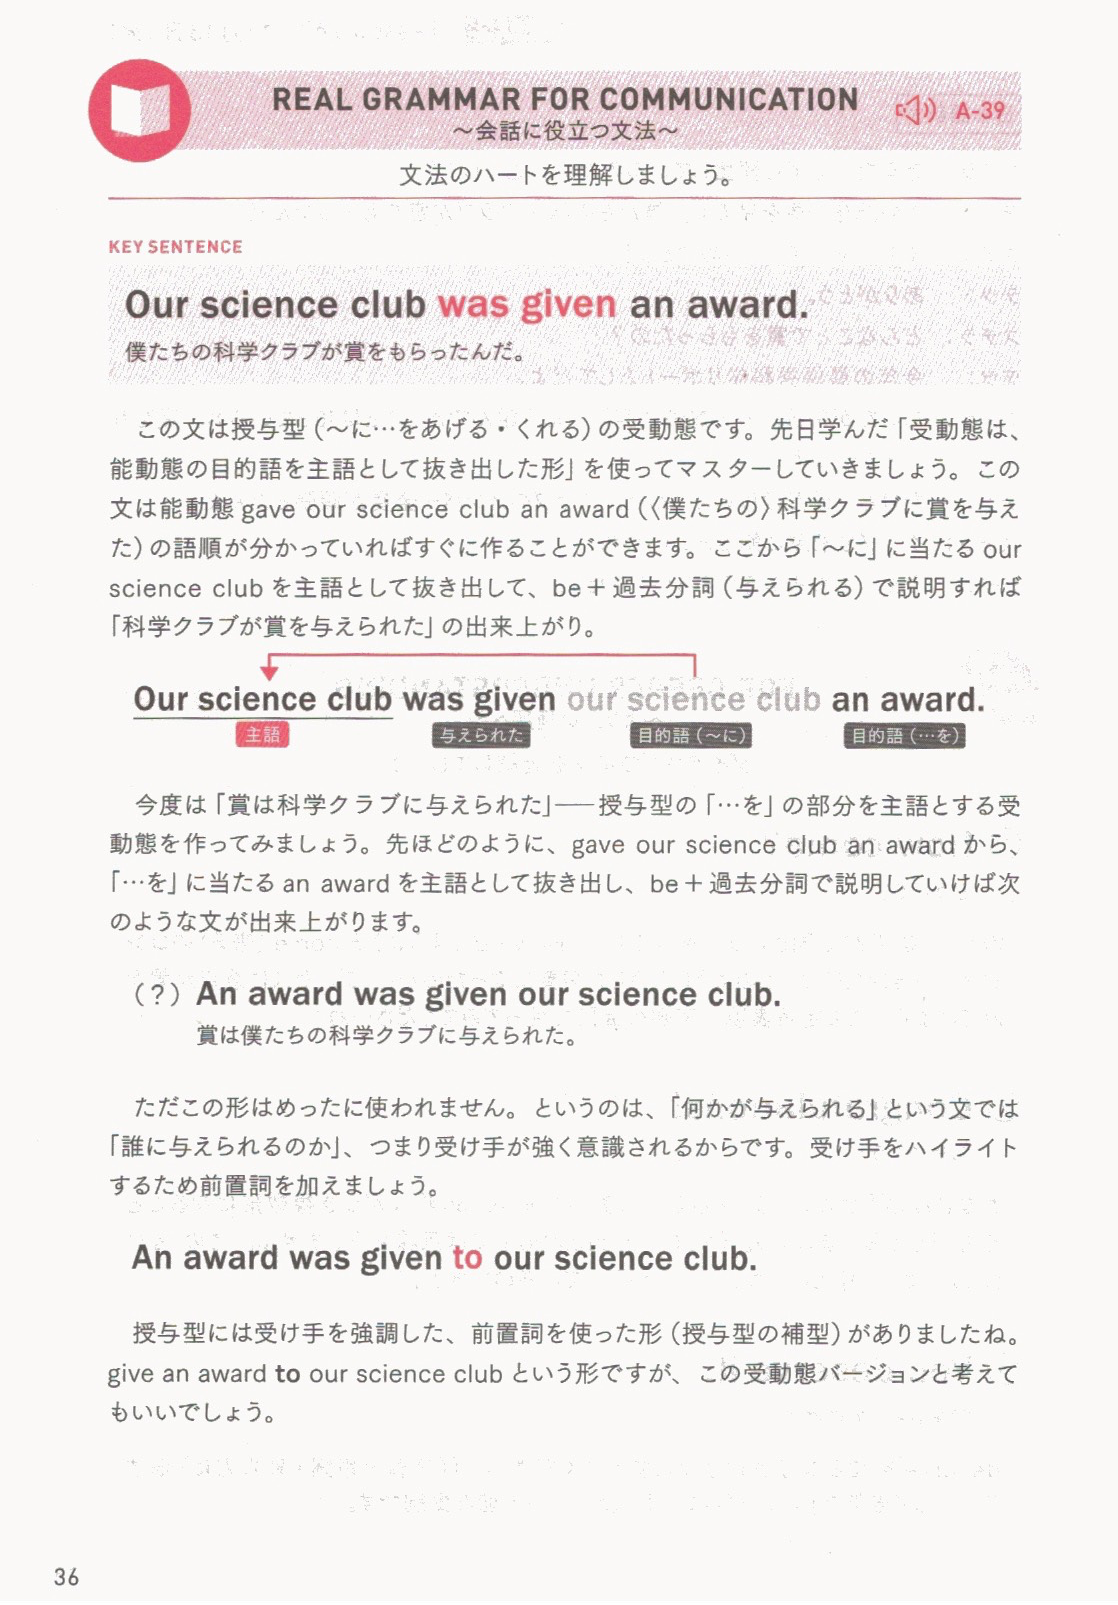 REAL GRAMMAR FOR COMMUNICATION
A-39
〜会話に役立つ文法〜
文法のハートを理解しましょう。
KEY SENTENCE
Our science club was given an award.
僕たちの科学クラブが賞をもらったんだ。
この文は授与型（〜に…をあげる・くれる）の受動態です。先日学んだ「受動態は、
能動態の目的語を主語として抜き出した形」を使ってマスターしていきましょう。この
文は能動態 gave our science club an award（〈僕たちの〉科学クラブに賞を与え
た）の語順が分かっていればすぐに作ることができます。ここから「〜に」に当たる our
science club を主語として抜き出して、be＋過去分詞（与えられる）で説明すれば
「科学クラブが賞を与えられた」の出来上がり。
Our science club was given our science club an award.
主語 与えられた 目的語（〜に） 目的語（…を）
今度は「賞は科学クラブに与えられた」——授与型の「…を」の部分を主語とする受
動態を作ってみましょう。先ほどのように、gave our science club an award から、
「…を」に当たる an award を主語として抜き出し、be＋過去分詞で説明していけば次
のような文が出来上がります。
（?）An award was given our science club.
賞は僕たちの科学クラブに与えられた。
ただこの形はめったに使われません。というのは、「何かが与えられる」という文では
「誰に与えられるのか」、つまり受け手が強く意識されるからです。受け手をハイライト
するため前置詞を加えましょう。
An award was given to our science club.
授与型には受け手を強調した、前置詞を使った形（授与型の補型）がありましたね。
give an award to our science club という形ですが、この受動態バージョンと考えて
もいいでしょう。
36